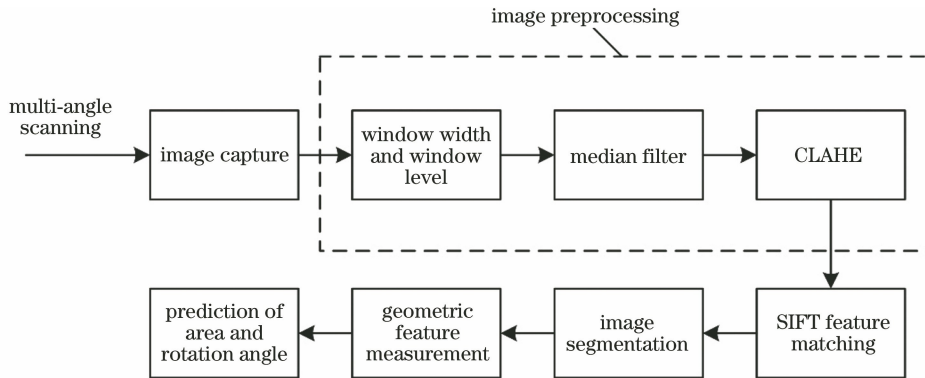 image preprocessing
multi-angle
scanning
image capture
window width
and window
level
median filter
CLAHE
prediction of
area and
rotation angle
geometric
feature
measurement
image
segmentation
SIFT feature
matching